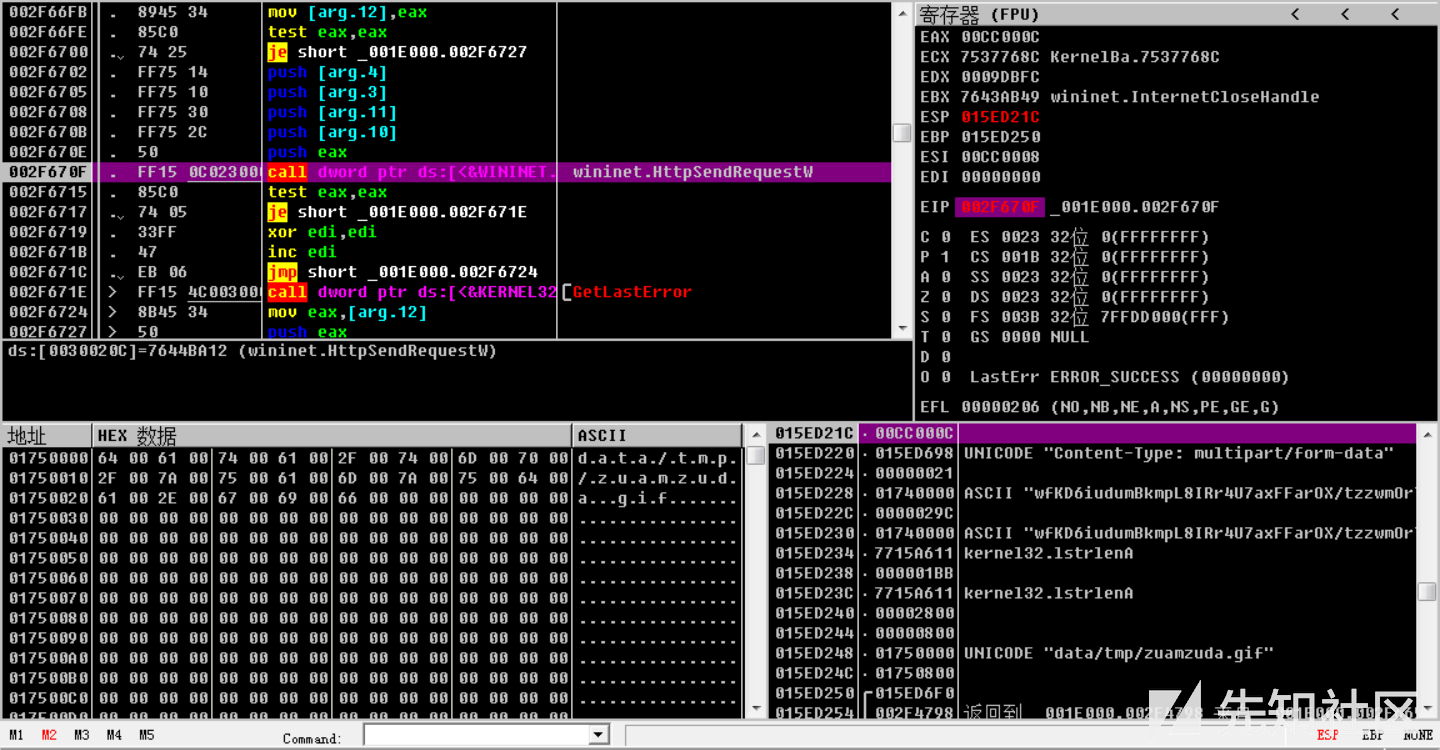 002F66FB . 8945 34 mov [arg.12],eax
002F66FE . 85C0 test eax,eax
002F6700 . 74 25 je short _001E000.002F6727
002F6702 . FF75 14 push [arg.4]
002F6705 . FF75 10 push [arg.3]
002F6708 . FF75 30 push [arg.11]
002F670B . FF75 2C push [arg.10]
002F670E . 50 push eax
002F670F . FF15 0C02300 call dword ptr ds:[<&WININET. wininet.HttpSendRequestW
002F6715 . 85C0 test eax,eax
002F6717 . 74 05 je short _001E000.002F671E
002F6719 . 33FF xor edi,edi
002F671B . 47 inc edi
002F671C . EB 06 jmp short _001E000.002F6724
002F671E > FF15 4C00300 call dword ptr ds:[<&KERNEL32 [GetLastError
002F6724 > 8B45 34 mov eax,[arg.12]
002F6727 > 50 push eax
ds:[0030020C]=7644BA12 (wininet.HttpSendRequestW)
寄存器 (FPU) < < <
EAX 00CC000C
ECX 7537768C KernelBa.7537768C
EDX 0009DBFC
EBX 7643AB49 wininet.InternetCloseHandle
ESP 015ED21C
EBP 015ED250
ESI 00CC0008
EDI 00000000
EIP 002F670F _001E000.002F670F
C 0 ES 0023 32位 0(FFFFFFFF)
P 1 CS 001B 32位 0(FFFFFFFF)
A 0 SS 0023 32位 0(FFFFFFFF)
Z 0 DS 0023 32位 0(FFFFFFFF)
S 0 FS 003B 32位 7FFDD000(FFF)
T 0 GS 0000 NULL
D 0
O 0 LastErr ERROR_SUCCESS (00000000)
EFL 00000206 (NO,NB,NE,A,NS,PE,GE,G)
地址 HEX 数据 ASCII
01750000 64 00 61 00 74 00 61 00 2F 00 74 00 6D 00 70 00 d.a.t.a./.t.m.p.
01750010 2F 00 7A 00 75 00 61 00 6D 00 7A 00 75 00 64 00 /.z.u.a.m.z.u.d.
01750020 61 00 2E 00 67 00 69 00 66 00 00 00 00 00 00 00 a...g.i.f.......
01750030 00 00 00 00 00 00 00 00 00 00 00 00 00 00 00 00 ................
01750040 00 00 00 00 00 00 00 00 00 00 00 00 00 00 00 00 ................
01750050 00 00 00 00 00 00 00 00 00 00 00 00 00 00 00 00 ................
01750060 00 00 00 00 00 00 00 00 00 00 00 00 00 00 00 00 ................
01750070 00 00 00 00 00 00 00 00 00 00 00 00 00 00 00 00 ................
01750080 00 00 00 00 00 00 00 00 00 00 00 00 00 00 00 00 ................
01750090 00 00 00 00 00 00 00 00 00 00 00 00 00 00 00 00 ................
017500A0 00 00 00 00 00 00 00 00 00 00 00 00 00 00 00 00 ................
017500B0 00 00 00 00 00 00 00 00 00 00 00 00 00 00 00 00 ................
017500C0 00 00 00 00 00 00 00 00 00 00 00 00 00 00 00 00 ................
015ED21C 00CC000C
015ED220 015ED698 UNICODE "Content-Type: multipart/form-data"
015ED224 00000021
015ED228 01740000 ASCII "wfKD6iudumBkmpL8IRr4U7axFFarOX/tzzwmOr
015ED22C 0000029C
015ED230 01740000 ASCII "wfKD6iudumBkmpL8IRr4U7axFFarOX/tzzwmOr
015ED234 7715A611 kernel32.lstrlenA
015ED238 000001BB
015ED23C 7715A611 kernel32.lstrlenA
015ED240 00002800
015ED244 00000800
015ED248 01750000 UNICODE "data/tmp/zuamzuda.gif"
015ED24C 01750800
015ED250 015ED6F0
015ED254 002F4798 返回到 _001E000.002F4798
先知社区
M1 M2 M3 M4 M5 Command: ESP EBP NONE